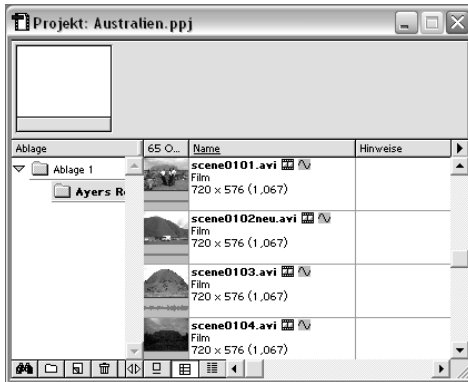 Projekt: Australien.ppj
Ablage
65 O...
Name
Hinweise
Ablage 1
Ayers R
scene0101.avi
Film
720 × 576 (1,067)
scene0102neu.avi
Film
720 × 576 (1,067)
scene0103.avi
Film
720 × 576 (1,067)
scene0104.avi
Film
720 × 576 (1,067)